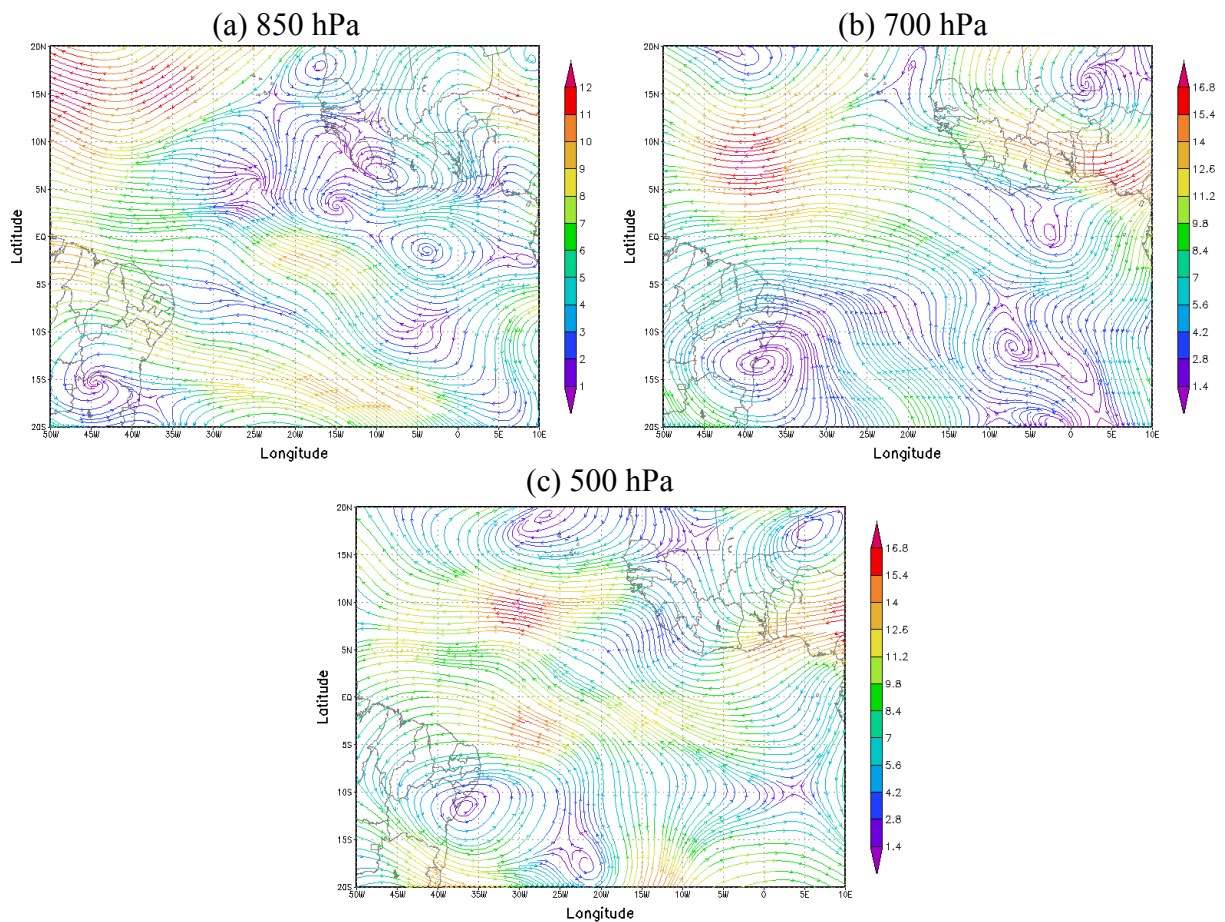 (a) 850 hPa
(b) 700 hPa
20N
15N
10N
5N
EQ
5S
10S
15S
20S
50W 45W 40W 35W 30W 25W 20W 15W 10W 5W 0 5E 10E
Latitude
Longitude
12
11
10
9
8
7
6
5
4
3
2
1
20N
15N
10N
5N
EQ
5S
10S
15S
20S
50W 45W 40W 35W 30W 25W 20W 15W 10W 5W 0 5E 10E
Latitude
Longitude
16.8
15.4
14
12.6
11.2
9.8
8.4
7
5.6
4.2
2.8
1.4
(c) 500 hPa
20N
15N
10N
5N
EQ
5S
10S
15S
20S
50W 45W 40W 35W 30W 25W 20W 15W 10W 5W 0 5E 10E
Latitude
Longitude
16.8
15.4
14
12.6
11.2
9.8
8.4
7
5.6
4.2
2.8
1.4